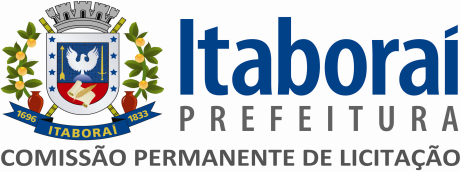 Itaboraí
PREFEITURA
1696 ITABORAÍ 1833
COMISSÃO PERMANENTE DE LICITAÇÃO